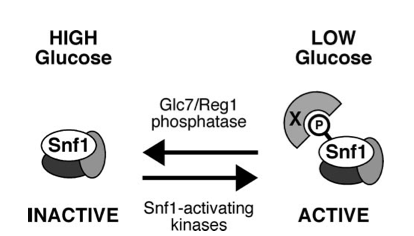 HIGH
Glucose
LOW
Glucose
Glc7/Reg1
phosphatase
X
P
Snf1
Snf1
INACTIVE
Snf1-activating
kinases
ACTIVE